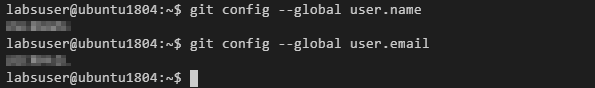 labsuser@ubuntu1804:~$ git config --global user.name
labsuser@ubuntu1804:~$ git config --global user.email
labsuser@ubuntu1804:~$